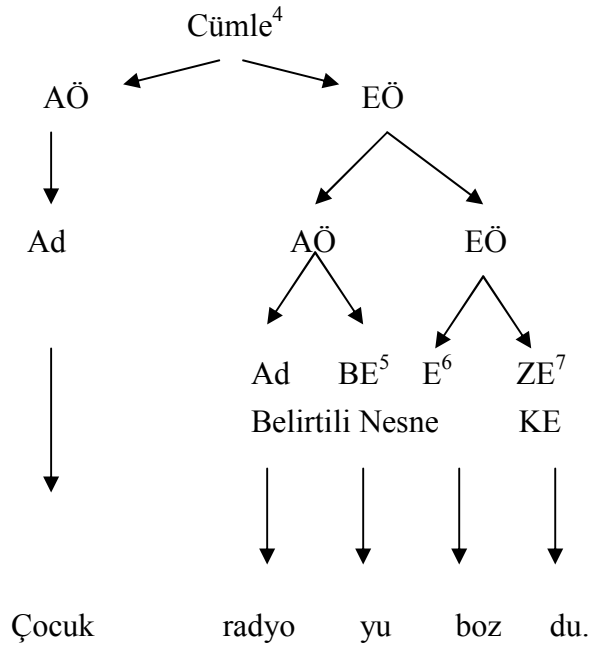 Cümle⁴
AÖ EÖ
Ad AÖ EÖ
Ad BE⁵ E⁶ ZE⁷
Belirtili Nesne KE
Çocuk radyo yu boz du.